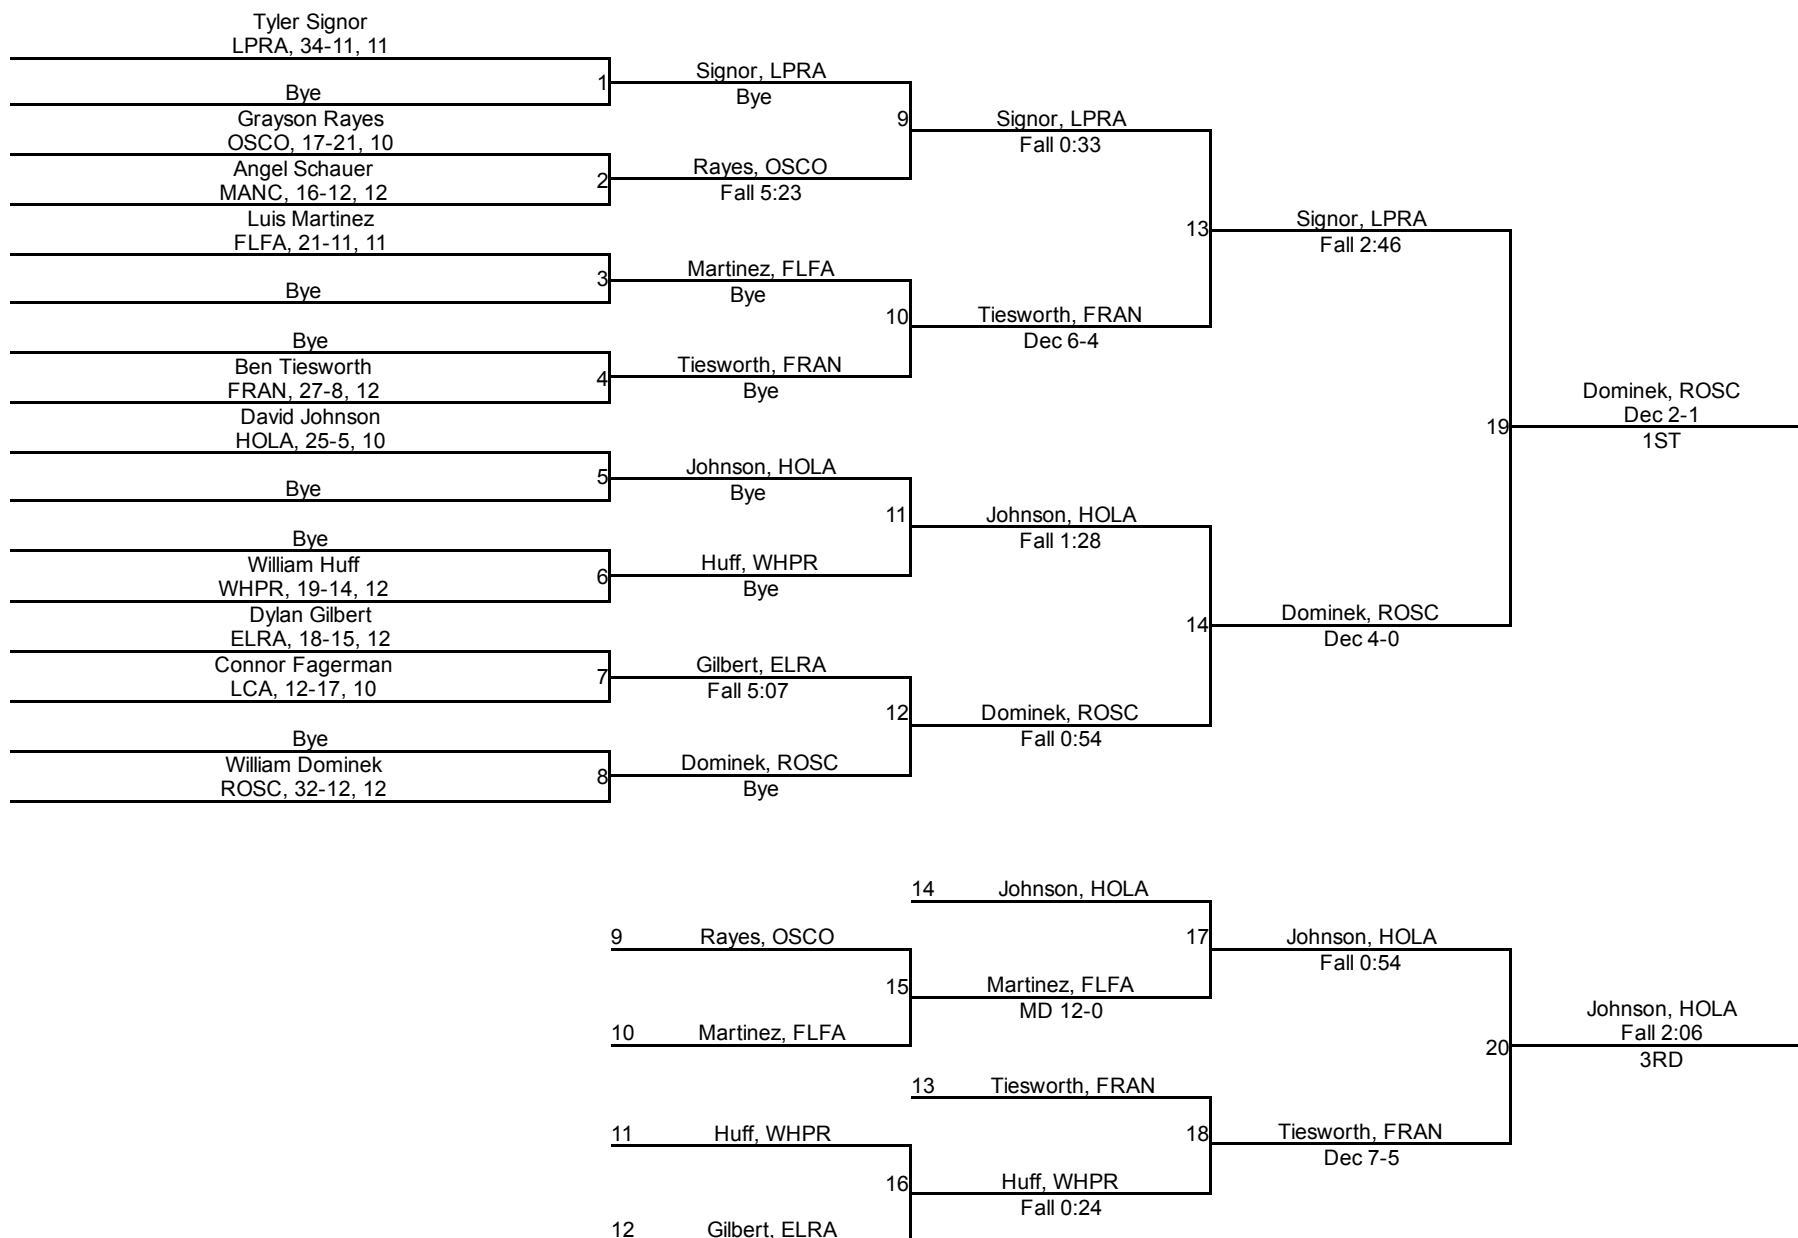 Tyler Signor
LPRA, 34-11, 11
Bye
Grayson Rayes
OSCO, 17-21, 10
Angel Schauer
MANC, 16-12, 12
Luis Martinez
FLFA, 21-11, 11
Bye
Bye
Ben Tiesworth
FRAN, 27-8, 12
David Johnson
HOLA, 25-5, 10
Bye
Bye
William Huff
WHPR, 19-14, 12
Dylan Gilbert
ELRA, 18-15, 12
Connor Fagerman
LCA, 12-17, 10
Bye
William Dominek
ROSC, 32-12, 12
1
2
3
4
5
6
7
8
Signor, LPRA
Bye
Rayes, OSCO
Fall 5:23
Martinez, FLFA
Bye
Tiesworth, FRAN
Bye
Johnson, HOLA
Bye
Huff, WHPR
Bye
Gilbert, ELRA
Fall 5:07
Dominek, ROSC
Bye
9
10
11
12
Signor, LPRA
Fall 0:33
Tiesworth, FRAN
Dec 6-4
Johnson, HOLA
Fall 1:28
Dominek, ROSC
Fall 0:54
13
14
Signor, LPRA
Fall 2:46
Dominek, ROSC
Dec 4-0
19
Dominek, ROSC
Dec 2-1
1ST
9 Rayes, OSCO
10 Martinez, FLFA
11 Huff, WHPR
12 Gilbert, ELRA
15
16
14 Johnson, HOLA
Martinez, FLFA
MD 12-0
13 Tiesworth, FRAN
Huff, WHPR
Fall 0:24
17
18
Johnson, HOLA
Fall 0:54
Tiesworth, FRAN
Dec 7-5
20
Johnson, HOLA
Fall 2:06
3RD